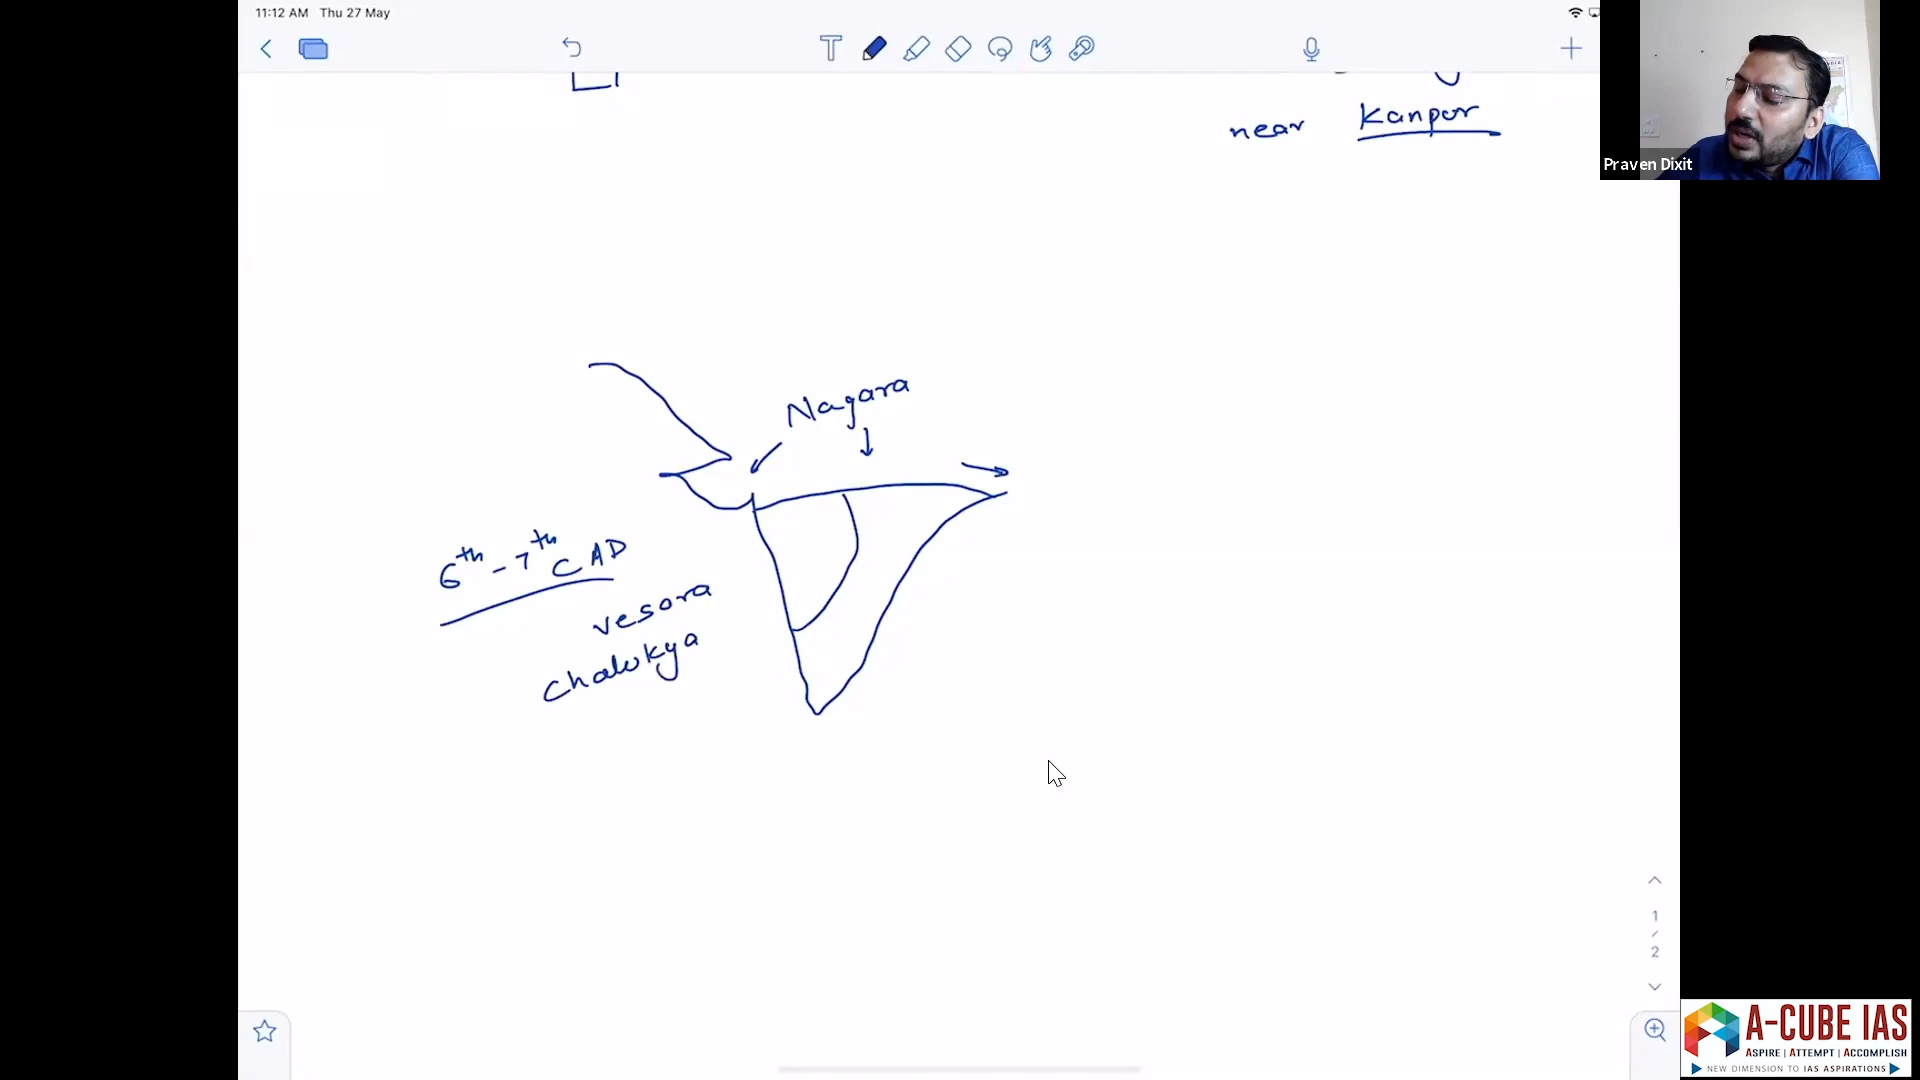 11:12 AM Thu 27 May
near Kanpur
Praven Dixit
Nagara
6th - 7th C AD
vesara
chalukya
1
2
A-CUBE IAS
ASPIRE | ATTEMPT | ACCOMPLISH
NEW DIMENSION TO IAS ASPIRATIONS